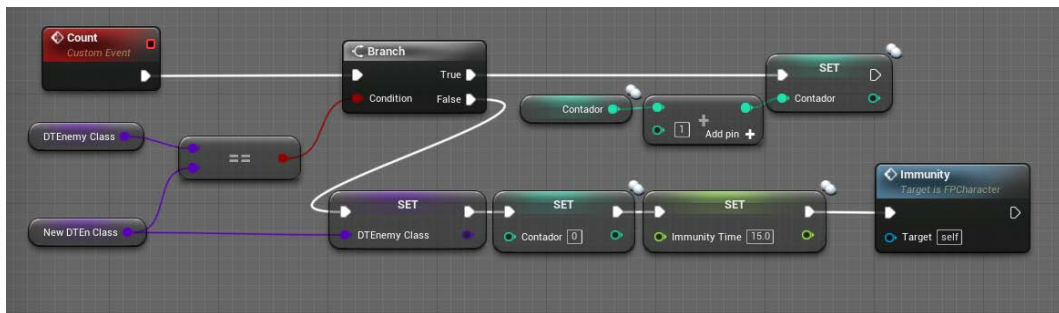 Count
Custom Event
Branch
True
Condition
False
SET
Contador
Contador
1
+
Add pin +
DTEnemy Class
==
New DTEn Class
SET
DTEnemy Class
SET
Contador 0
SET
Immunity Time 15.0
Immunity
Target is FPCharacter
Target self